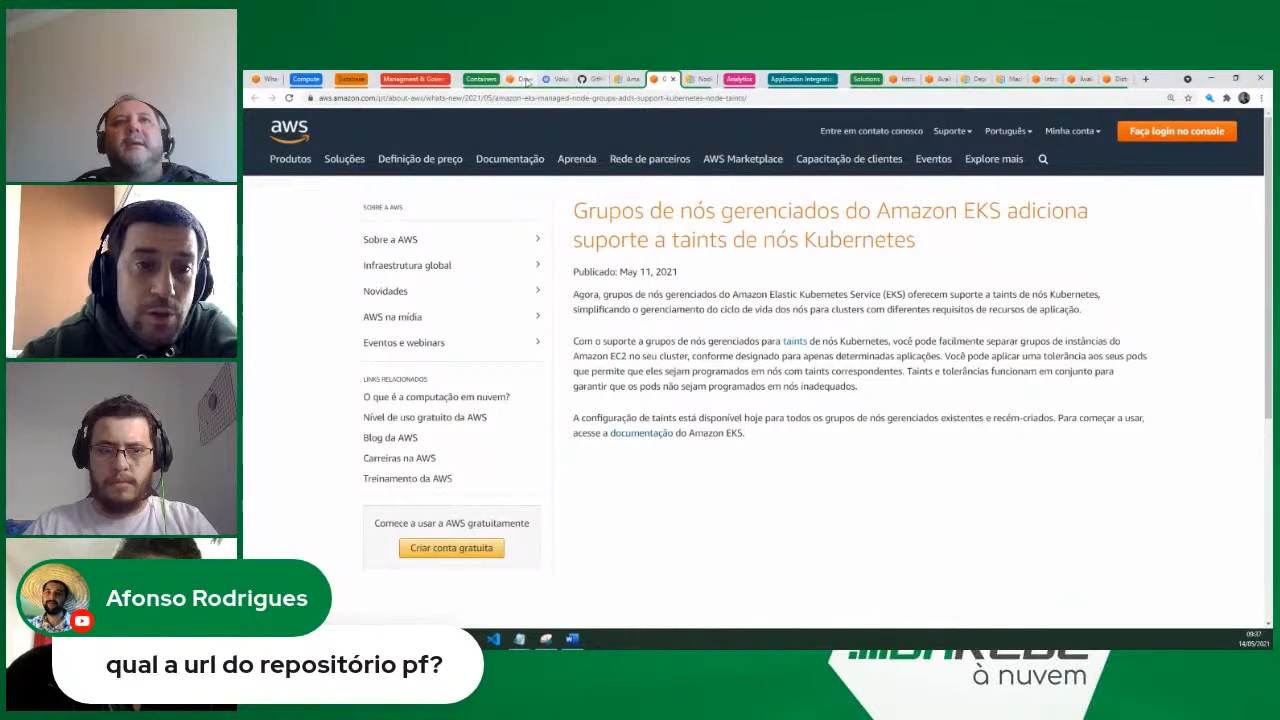 Compute
Database
Managment & Gover
Containers
Analytics
Application Integratio
Solutions
aws.amazon.com/pt/about-aws/whats-new/2021/05/amazon-eks-managed-node-groups-adds-support-kubernetes-node-taints/
aws
Entre em contato conosco
Suporte
Português
Minha conta
Faça login no console
Produtos
Soluções
Definição de preço
Documentação
Aprenda
Rede de parceiros
AWS Marketplace
Capacitação de clientes
Eventos
Explore mais
SOBRE A AWS
Sobre a AWS
Infraestrutura global
Novidades
AWS na mídia
Eventos e webinars
LINKS RELACIONADOS
O que é a computação em nuvem?
Nível de uso gratuito da AWS
Blog da AWS
Carreiras na AWS
Treinamento da AWS
Comece a usar a AWS gratuitamente
Criar conta gratuita
Grupos de nós gerenciados do Amazon EKS adiciona
suporte a taints de nós Kubernetes
Publicado: May 11, 2021
Agora, grupos de nós gerenciados do Amazon Elastic Kubernetes Service (EKS) oferecem suporte a taints de nós Kubernetes,
simplificando o gerenciamento do ciclo de vida dos nós para clusters com diferentes requisitos de recursos de aplicação.
Com o suporte a grupos de nós gerenciados para taints de nós Kubernetes, você pode facilmente separar grupos de instâncias do
Amazon EC2 no seu cluster, conforme designado para apenas determinadas aplicações. Você pode aplicar uma tolerância aos seus pods
que permite que eles sejam programados em nós com taints correspondentes. Taints e tolerâncias funcionam em conjunto para
garantir que os pods não sejam programados em nós inadequados.
A configuração de taints está disponível hoje para todos os grupos de nós gerenciados existentes e recém-criados. Para começar a usar,
acesse a documentação do Amazon EKS.
09:37
14/05/2021
Afonso Rodrigues
qual a url do repositório pf?
à nuvem